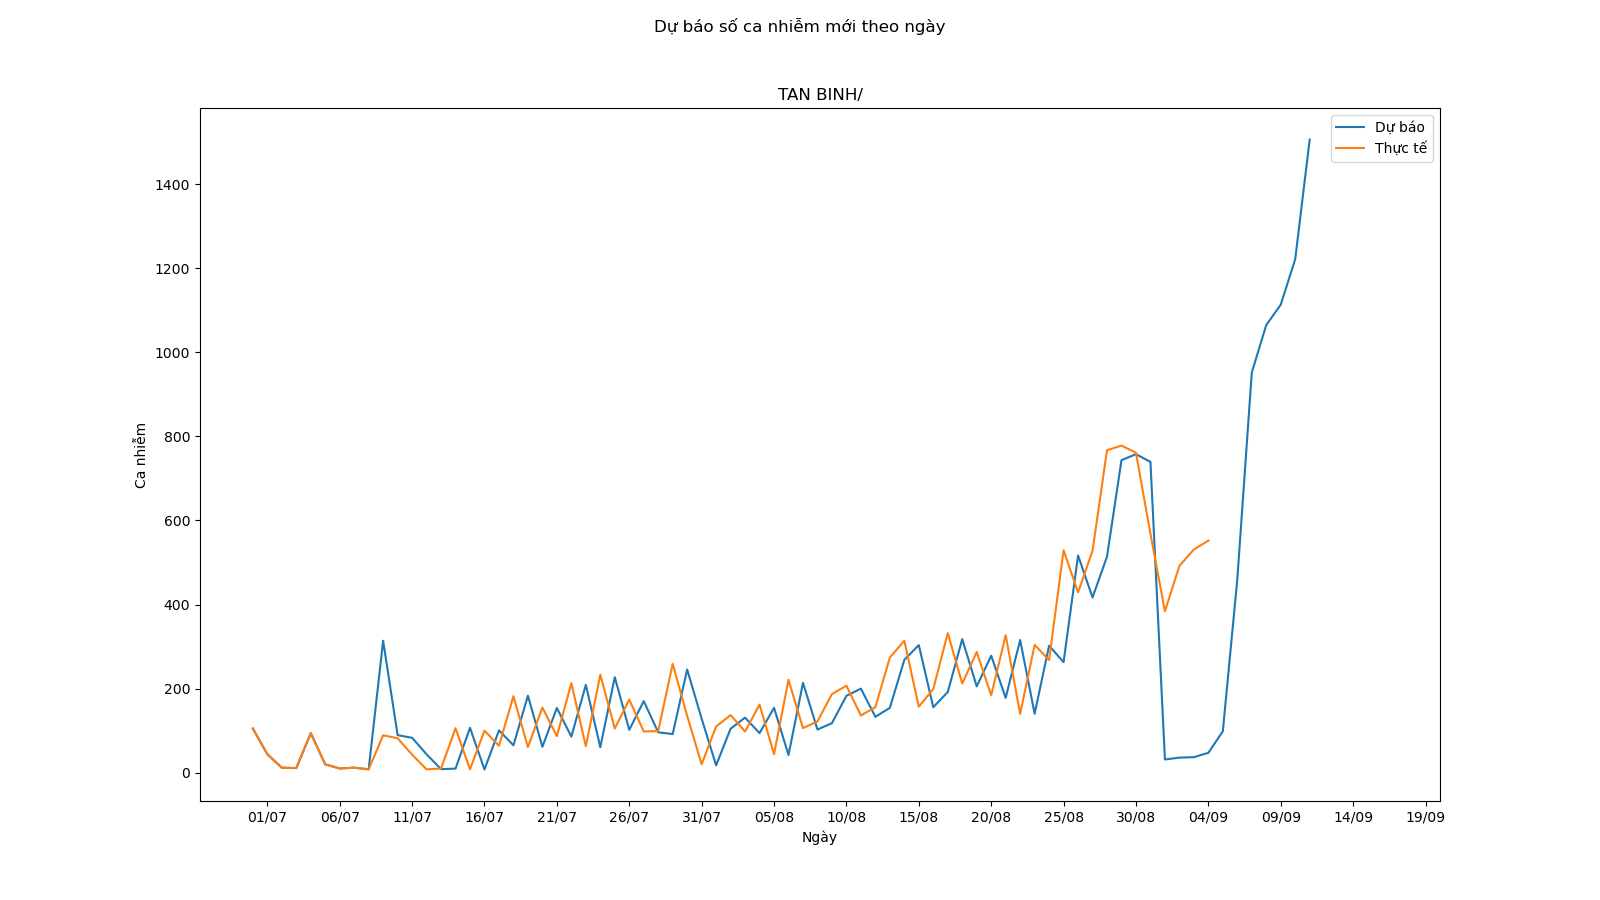 Dự báo số ca nhiễm mới theo ngày
TAN BINH/
Dự báo
Thực tế
1400
1200
1000
800
600
400
200
0
Ca nhiễm
01/07 06/07 11/07 16/07 21/07 26/07 31/07 05/08 10/08 15/08 20/08 25/08 30/08 04/09 09/09 14/09 19/09
Ngày